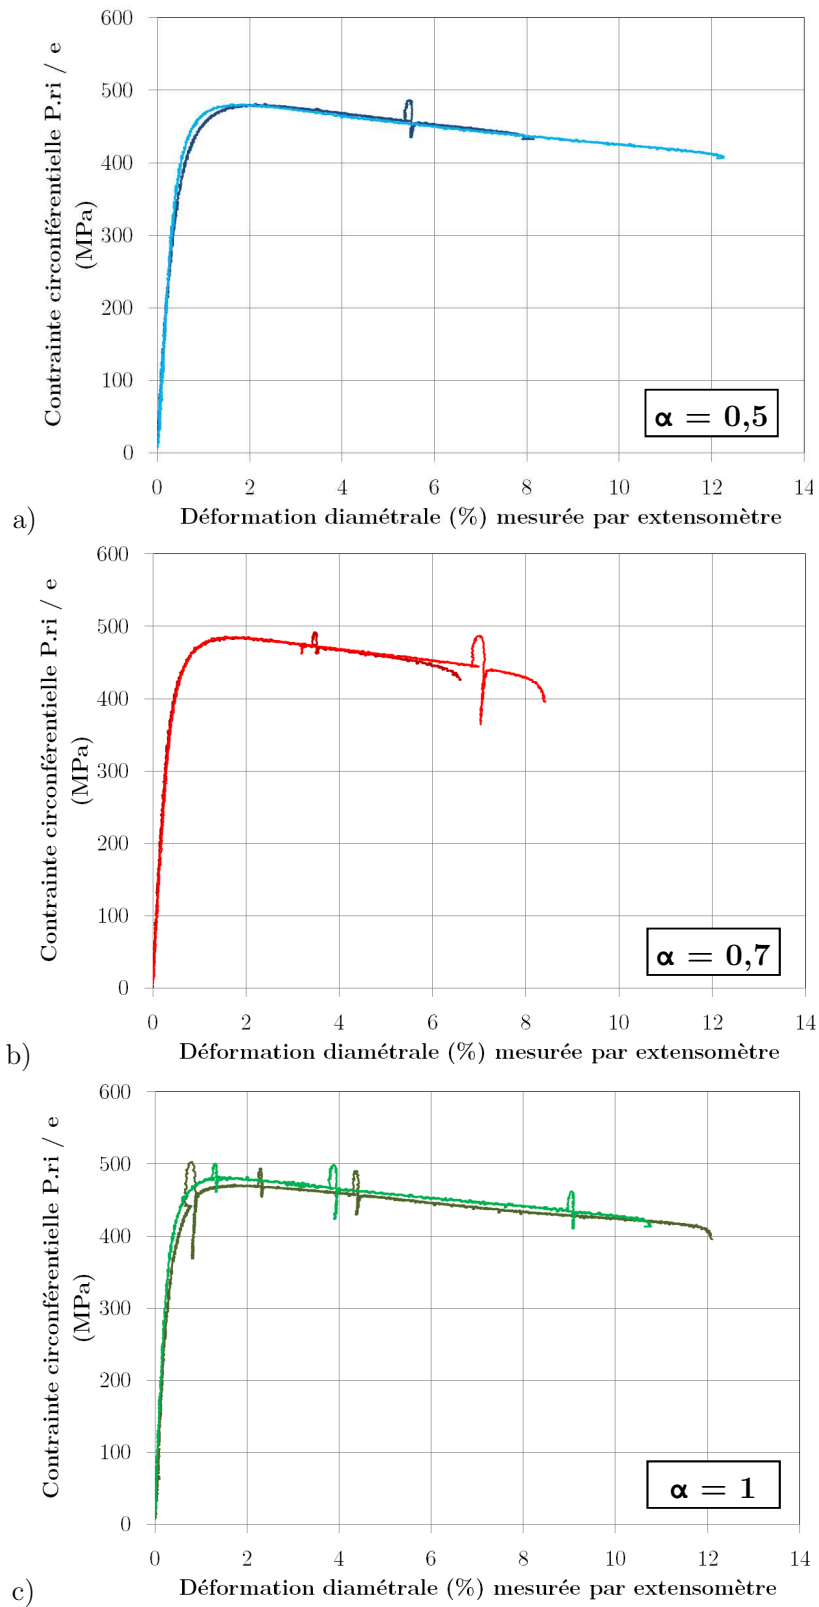 Contrainte circonférentielle P.ri / e
(MPa)
600
500
400
300
200
100
0
α = 0,5
0 2 4 6 8 10 12 14
a)
Déformation diamétrale (%) mesurée par extensomètre
Contrainte circonférentielle P.ri / e
(MPa)
600
500
400
300
200
100
0
α = 0,7
0 2 4 6 8 10 12 14
b)
Déformation diamétrale (%) mesurée par extensomètre
Contrainte circonférentielle P.ri / e
(MPa)
600
500
400
300
200
100
0
α = 1
0 2 4 6 8 10 12 14
c)
Déformation diamétrale (%) mesurée par extensomètre